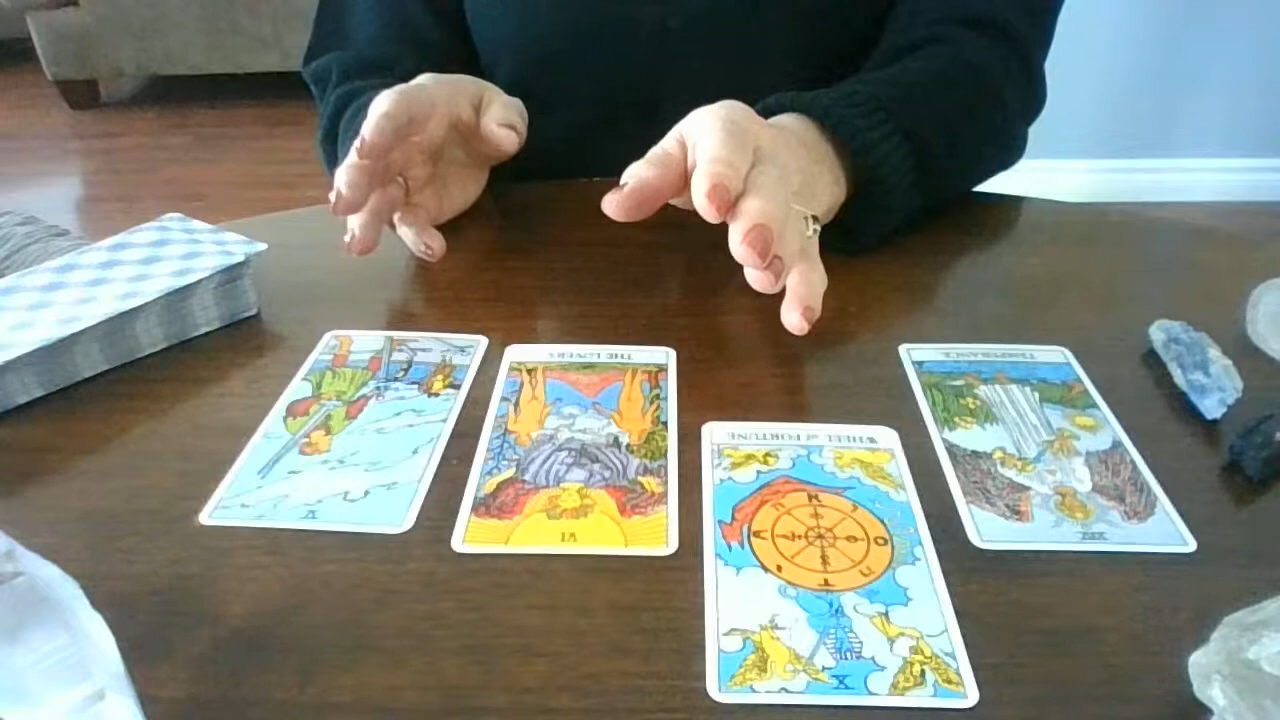 THE LOVERS
TEMPERANCE
WHEEL of FORTUNE
V
VI
XIV
X